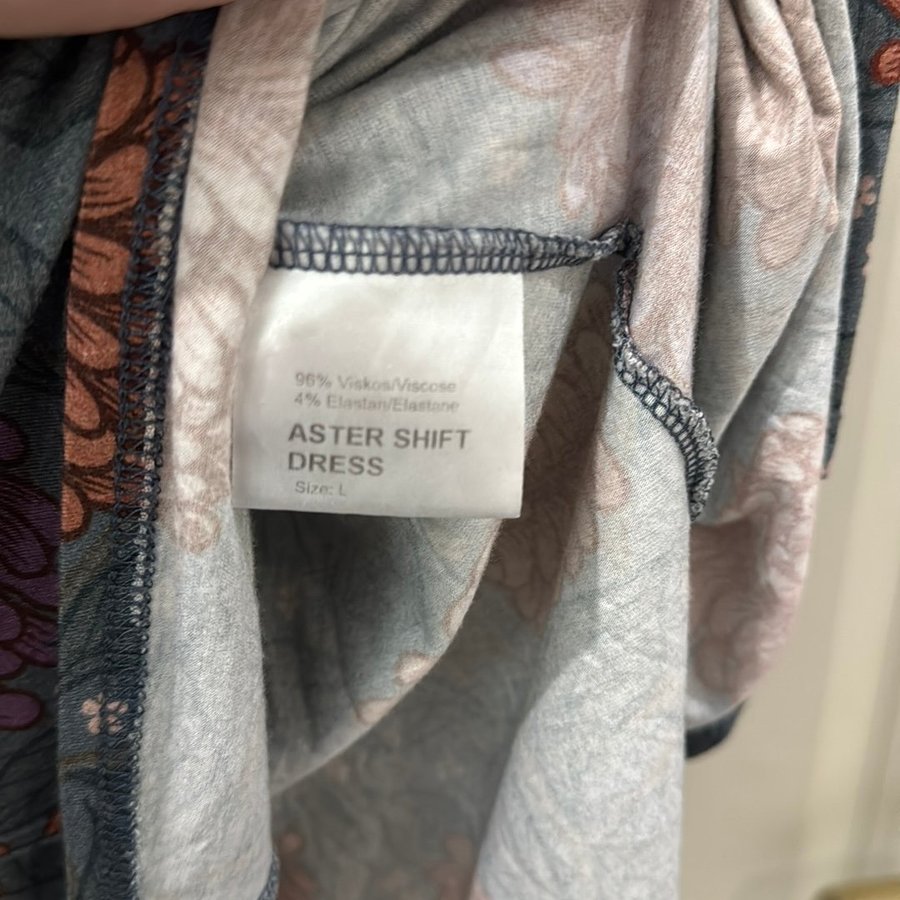 96% Viskos/Viscose
4% Elastan/Elastane
ASTER SHIFT
DRESS
Size: L